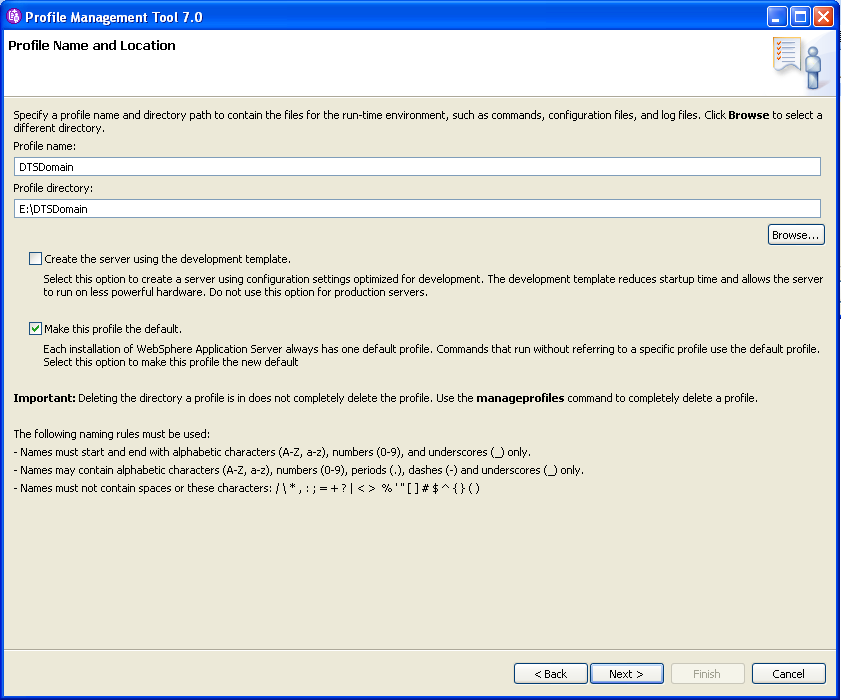 Profile Management Tool 7.0
Profile Name and Location
Specify a profile name and directory path to contain the files for the run-time environment, such as commands, configuration files, and log files. Click Browse to select a
different directory.
Profile name:
DTSDomain
Profile directory:
E:\DTSDomain
Browse...
Create the server using the development template.
Select this option to create a server using configuration settings optimized for development. The development template reduces startup time and allows the server
to run on less powerful hardware. Do not use this option for production servers.
Make this profile the default.
Each installation of WebSphere Application Server always has one default profile. Commands that run without referring to a specific profile use the default profile.
Select this option to make this profile the new default
Important: Deleting the directory a profile is in does not completely delete the profile. Use the manageprofiles command to completely delete a profile.
The following naming rules must be used:
- Names must start and end with alphabetic characters (A-Z, a-z), numbers (0-9), and underscores (_) only.
- Names may contain alphabetic characters (A-Z, a-z), numbers (0-9), periods (.), dashes (-) and underscores (_) only.
- Names must not contain spaces or these characters: / \ * , : ; = + ? | < > % ' " [ ] # $ ^ { } ( )
< Back
Next >
Finish
Cancel